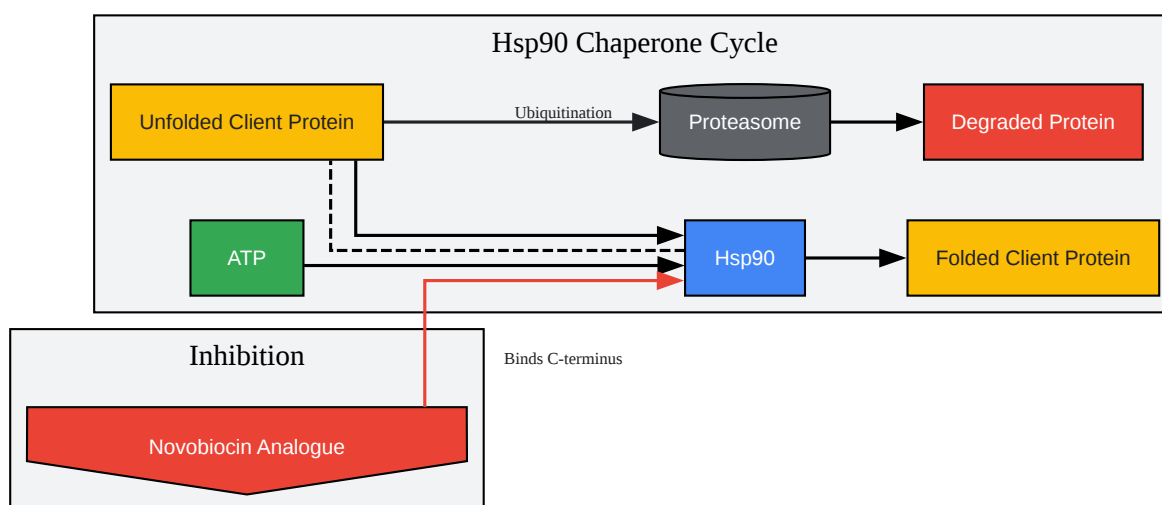 Hsp90 Chaperone Cycle
Unfolded Client Protein
Ubiquitination
Proteasome
Degraded Protein
ATP
Hsp90
Folded Client Protein
Inhibition
Binds C-terminus
Novobiocin Analogue